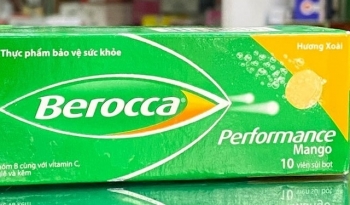 Thực phẩm bảo vệ sức khỏe
Hương Xoài
Berocca
Performance
Mango
10 viên sủi bọt
B cùng với vitamin C,
và kẽm